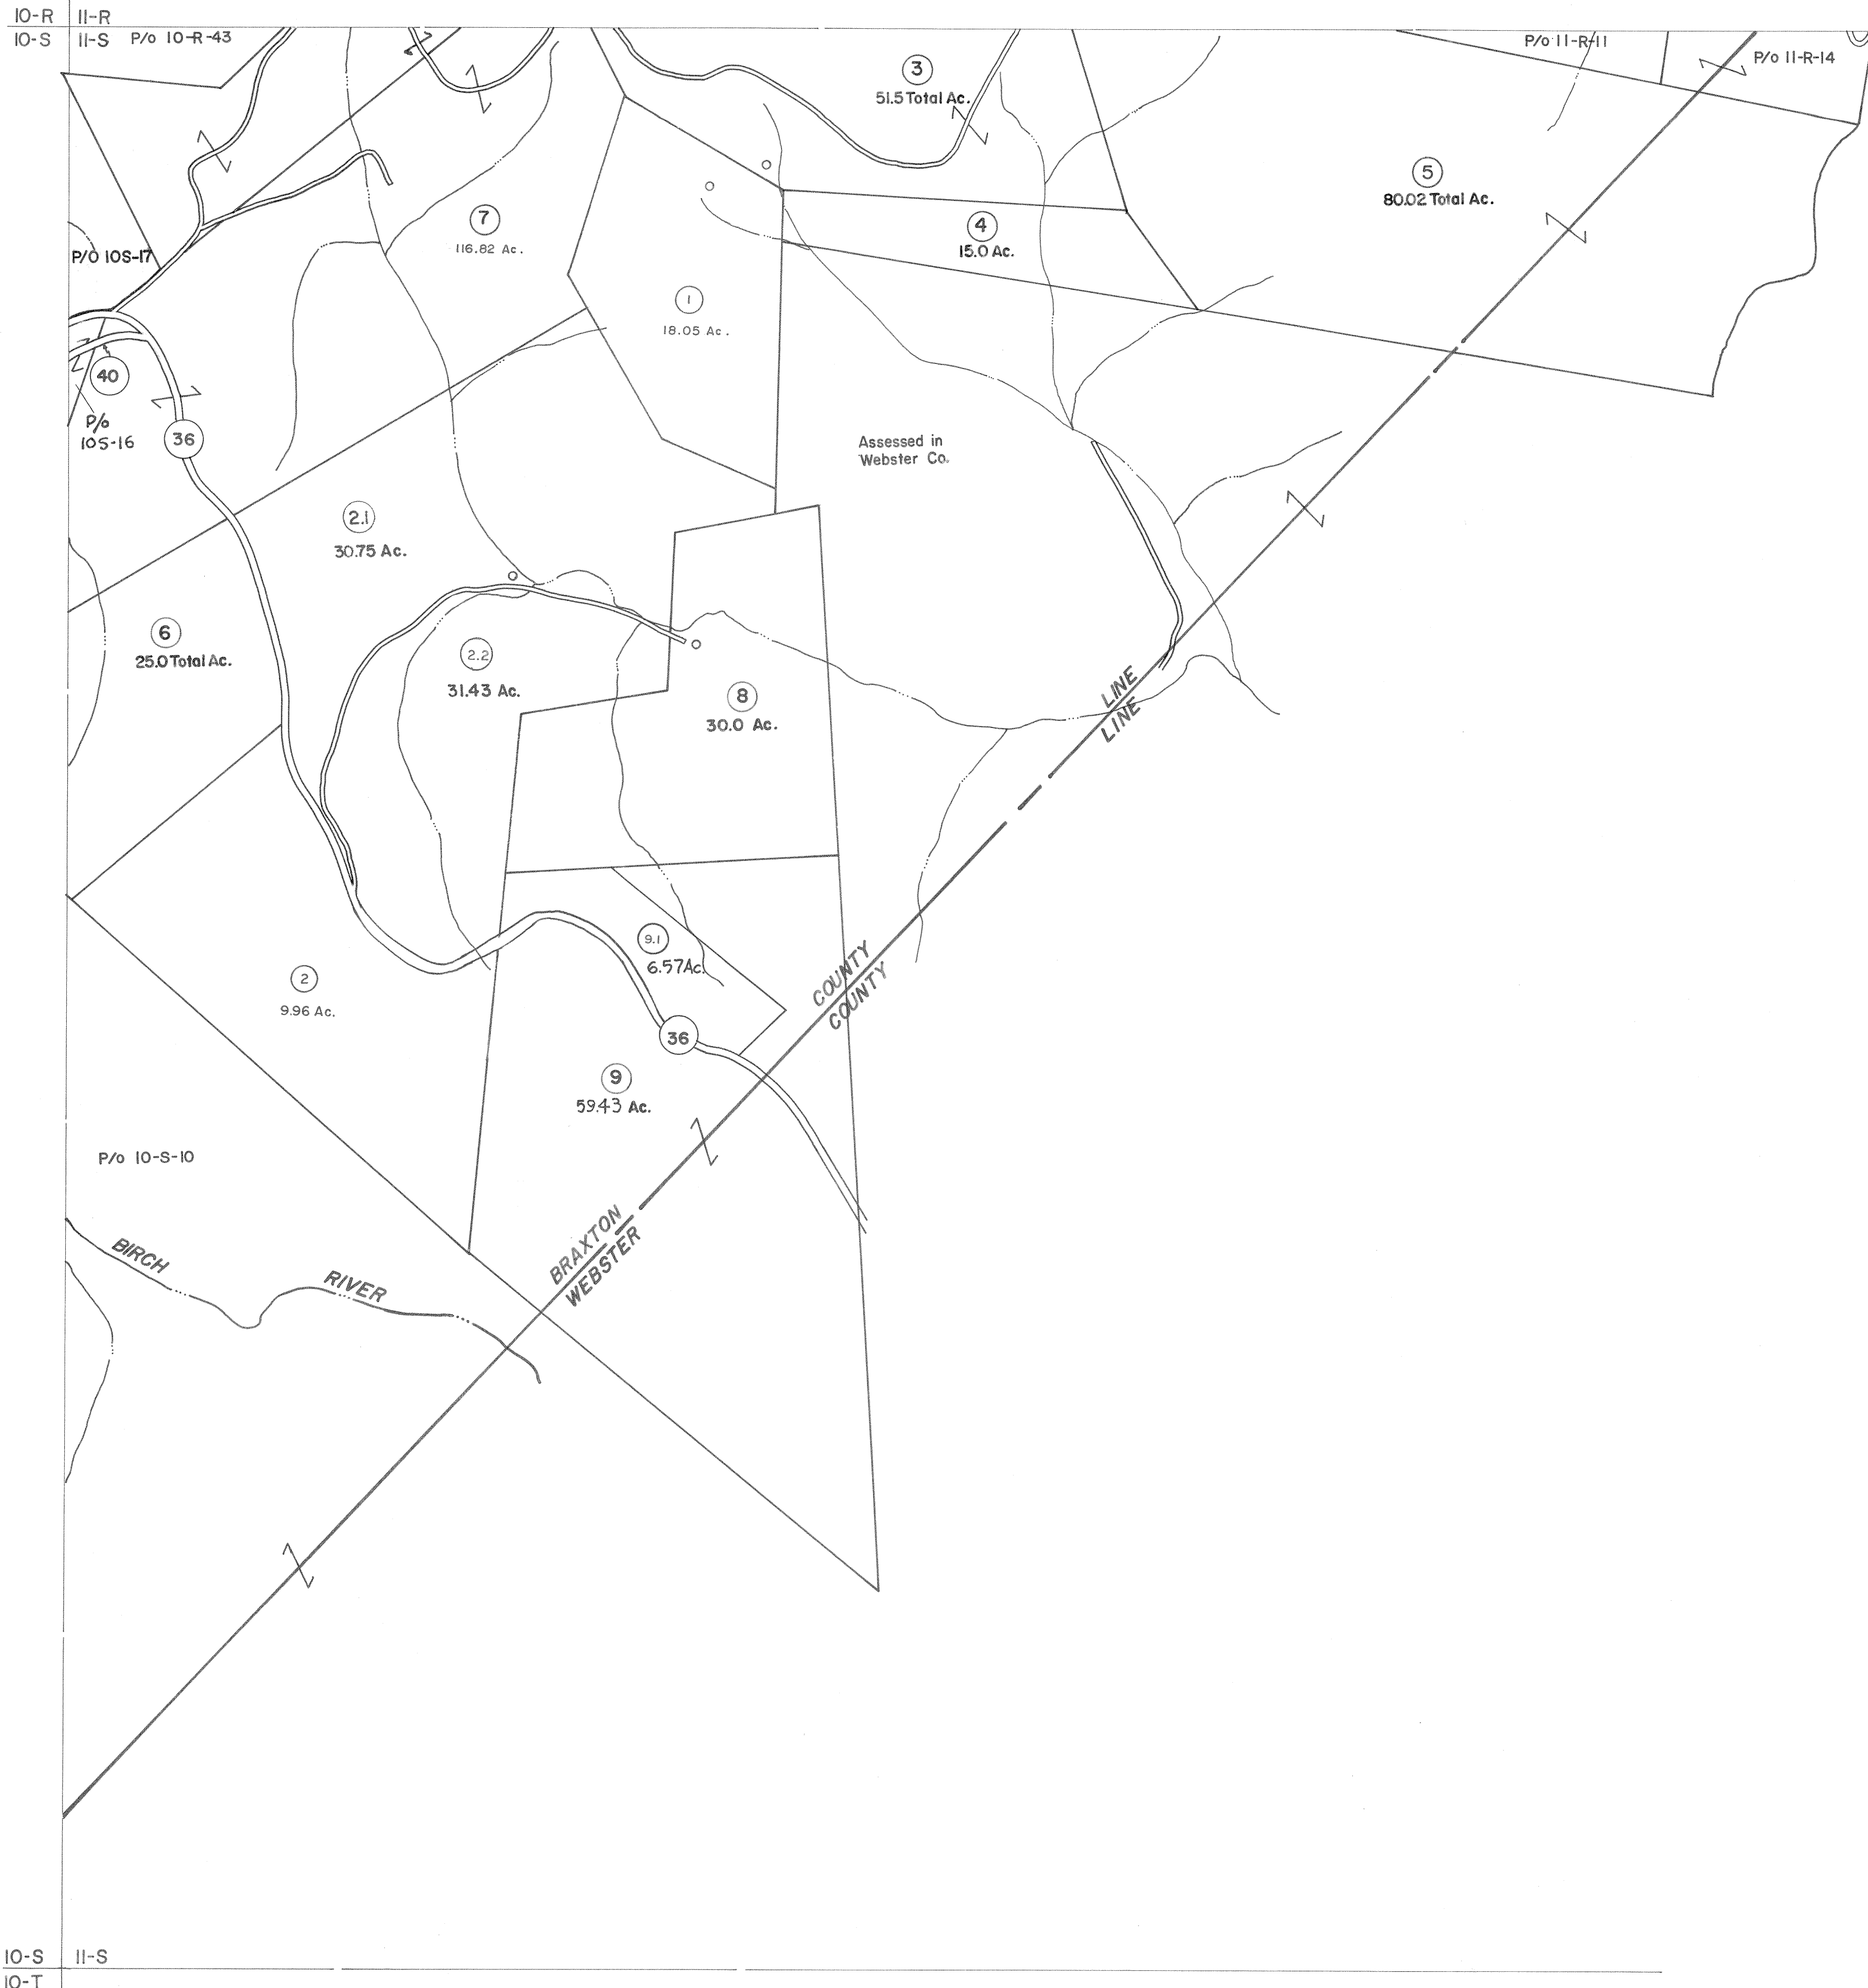 10-R 11-R
10-S 11-S P/o 10-R-43
P/o 11-R-11
P/o 11-R-14
3
51.5 Total Ac.
5
80.02 Total Ac.
7
116.82 Ac.
4
15.0 Ac.
P/O 10S-17
1
18.05 Ac.
40
P/o
10S-16
36
Assessed in
Webster Co.
2.1
30.75 Ac.
6
25.0 Total Ac.
2.2
31.43 Ac.
8
30.0 Ac.
LINE
LINE
9.1
6.57 Ac.
COUNTY
COUNTY
2
9.96 Ac.
36
9
59.43 Ac.
P/o 10-S-10
BRAXTON
WEBSTER
BIRCH RIVER
10-S 11-S
10-T